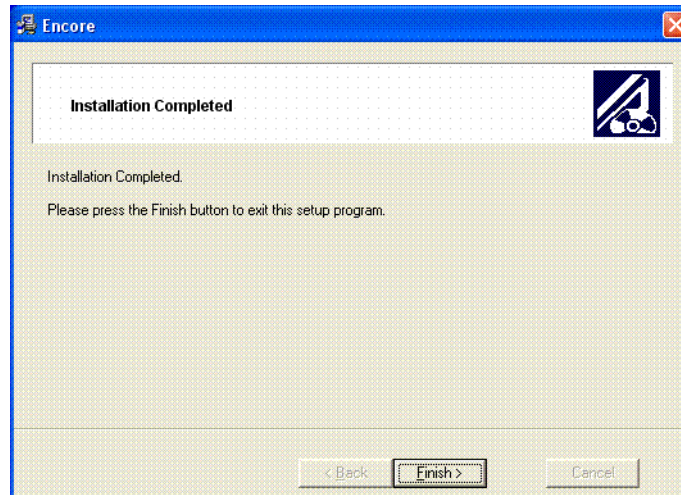 Encore
Installation Completed
Installation Completed.
Please press the Finish button to exit this setup program.
< Back Finish > Cancel